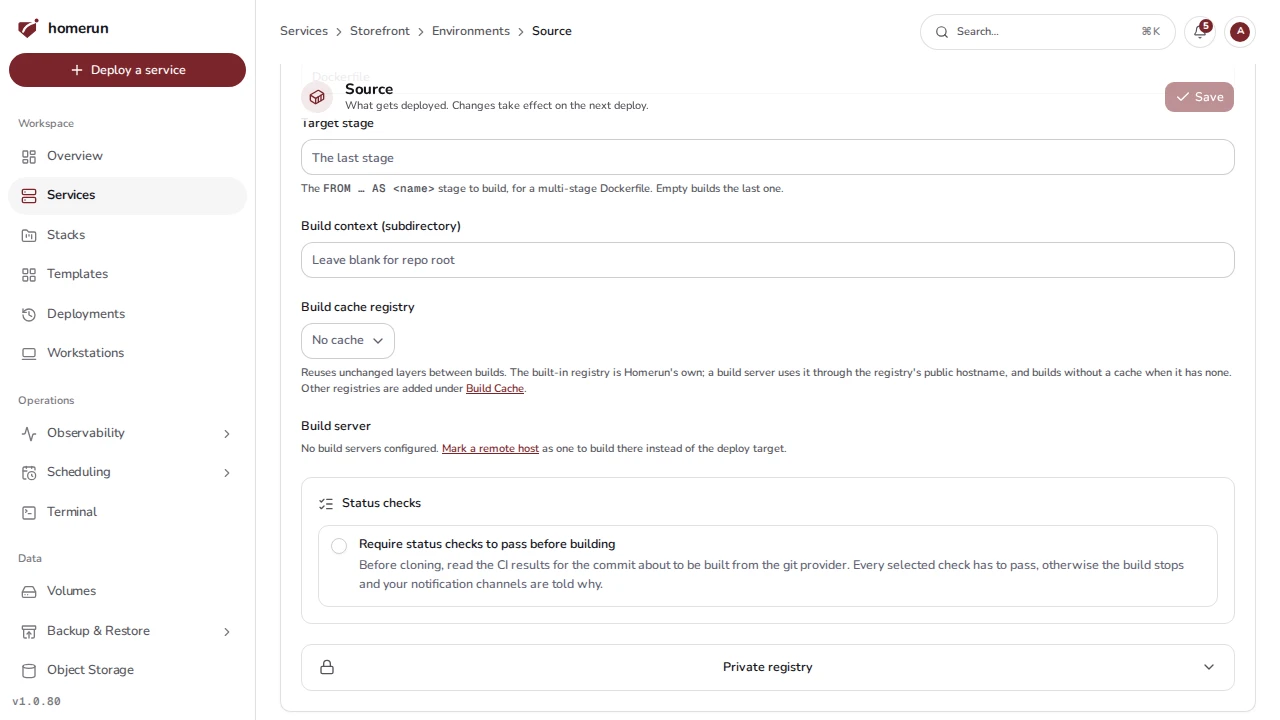 homerun
Services > Storefront > Environments > Source
Search...
⌘K
5
A
Deploy a service
Dockerfile
Source
What gets deployed. Changes take effect on the next deploy.
Save
Workspace
Overview
Services
Stacks
Templates
Deployments
Workstations
Operations
Observability
Scheduling
Terminal
Data
Volumes
Backup & Restore
Object Storage
v1.0.80
Target stage
The last stage
The FROM … AS <name> stage to build, for a multi-stage Dockerfile. Empty builds the last one.
Build context (subdirectory)
Leave blank for repo root
Build cache registry
No cache
Reuses unchanged layers between builds. The built-in registry is Homerun's own; a build server uses it through the registry's public hostname, and builds without a cache when it has none.
Other registries are added under Build Cache.
Build server
No build servers configured. Mark a remote host as one to build there instead of the deploy target.
Status checks
Require status checks to pass before building
Before cloning, read the CI results for the commit about to be built from the git provider. Every selected check has to pass, otherwise the build stops
and your notification channels are told why.
Private registry